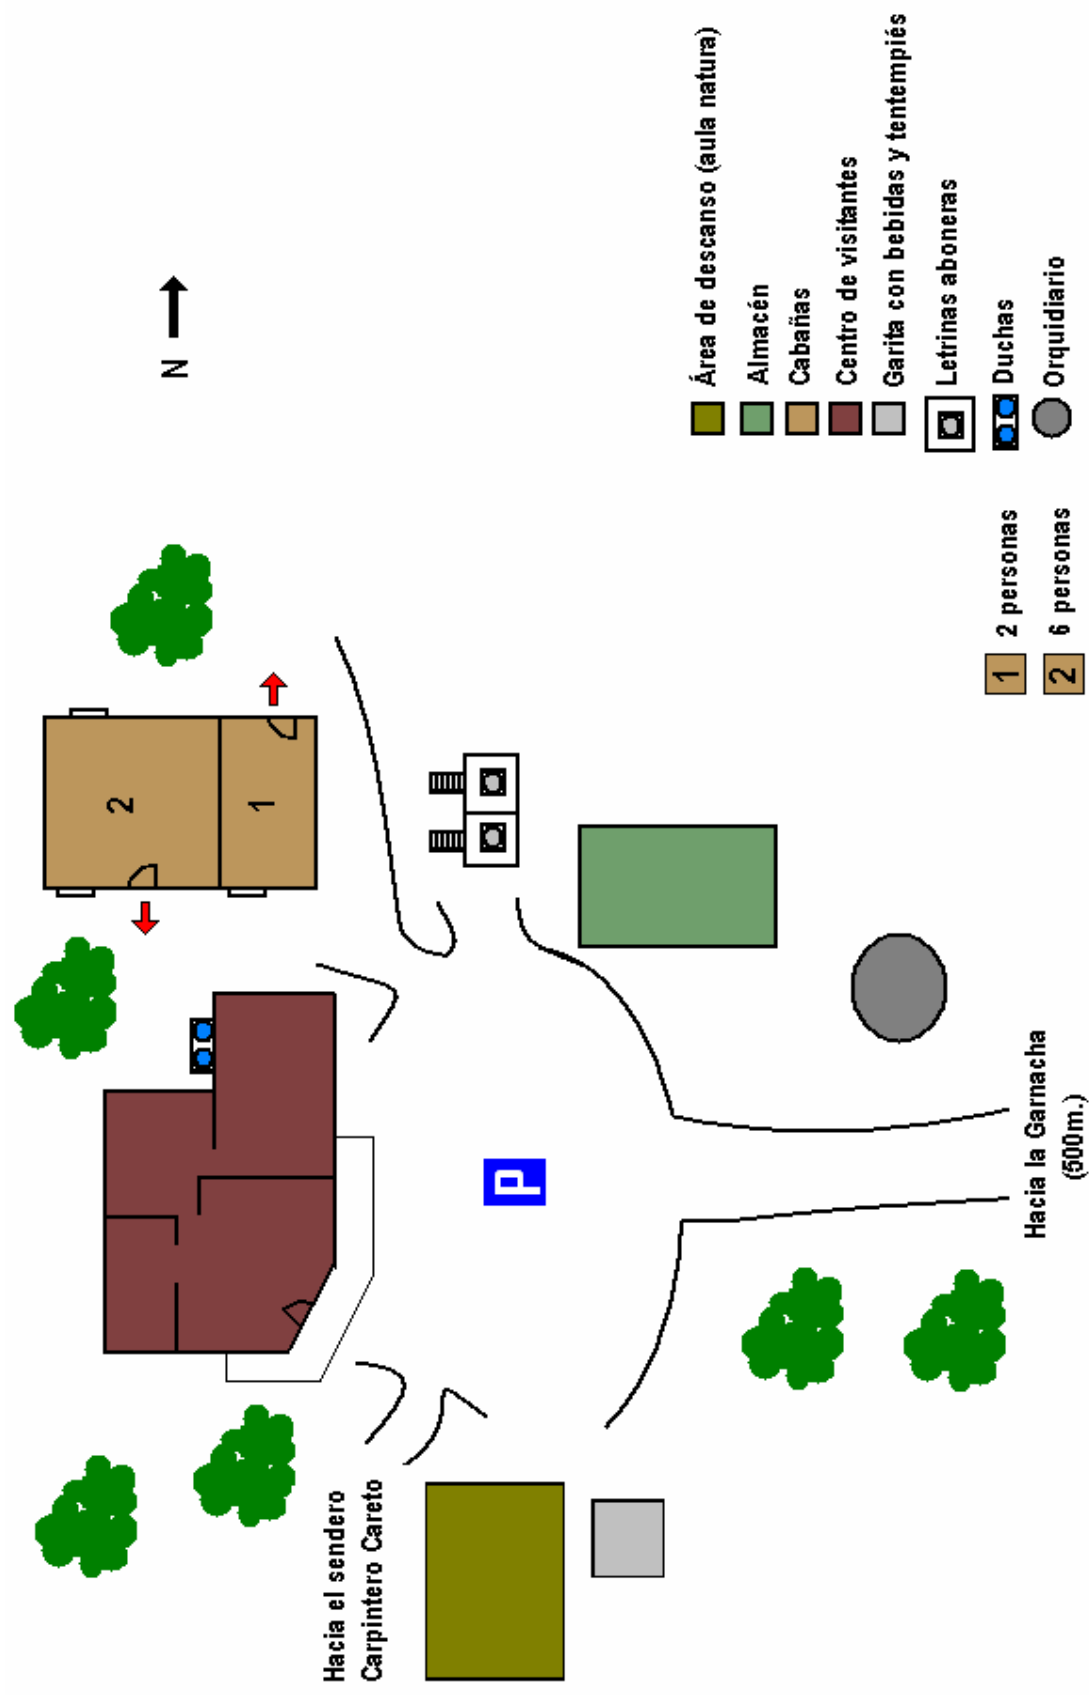 N
2
1
P
Hacia el sendero
Carpintero Careto
Hacia la Garnacha
(500m.)
1 2 personas
2 6 personas
Área de descanso (aula natura)
Almacén
Cabañas
Centro de visitantes
Garita con bebidas y tentempiés
Letrinas aboneras
Duchas
Orquidiario